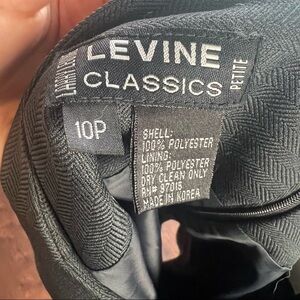 LEVINE
CLASSICS
PETITE
10P
SHELL:
100% POLYESTER
LINING:
100% POLYESTER
DRY CLEAN ONLY
RN# 97015
MADE IN KOREA